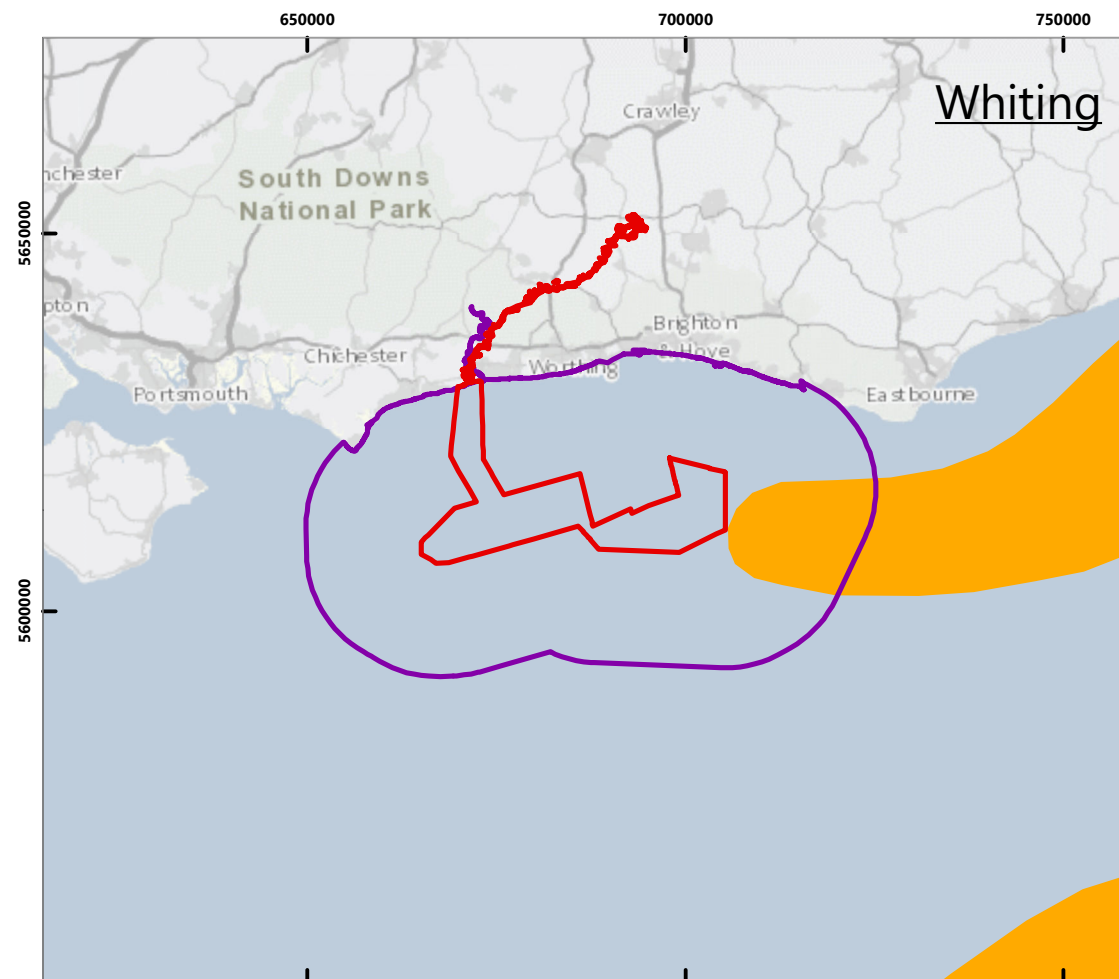 650000
700000
750000
Whiting
Crawley
nchester
South Downs
National Park
5650000
pton
Brighton
& Hove
Chichester
Worthing
Portsmouth
Eastbourne
5600000